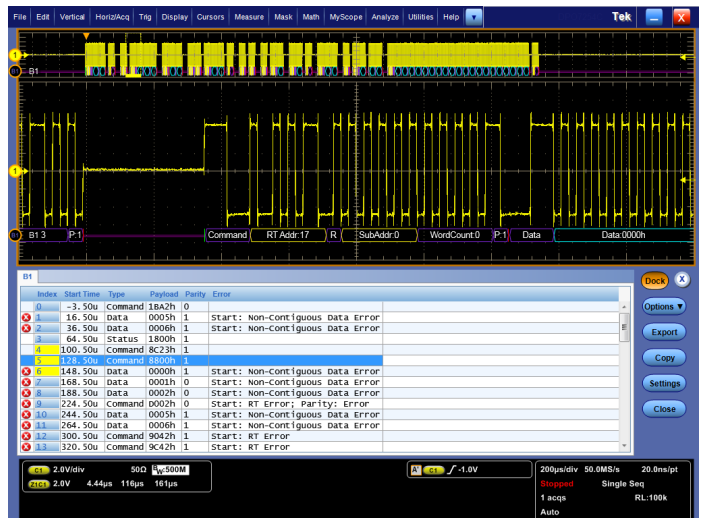 File Edit Vertical Horiz/Acq Trig Display Cursors Measure Mask Math MyScope Analyze Utilities Help Tek X
1
B1 B1
1
B1 B1 3 P:1 Command RT Addr:17 R SubAddr:0 WordCount:0 P:1 Data Data:0000h
B1
Dock X
Index Start Time Type Payload Parity Error
0 -3.50u Command 1BA2h 0
1 16.50u Data 0005h 1 Start: Non-Contiguous Data Error
2 36.50u Data 0006h 1 Start: Non-Contiguous Data Error
3 64.50u Status 1800h 1
4 100.50u Command 8C23h 1
5 128.50u Command 8800h 1
6 148.50u Data 0000h 1 Start: Non-Contiguous Data Error
7 168.50u Data 0001h 0 Start: Non-Contiguous Data Error
8 188.50u Data 0002h 0 Start: Non-Contiguous Data Error
9 224.50u Command D002h 0 Start: RT Error; Parity: Error
10 244.50u Data 0005h 1 Start: Non-Contiguous Data Error
11 264.50u Data 0006h 1 Start: Non-Contiguous Data Error
12 300.50u Command 9042h 1 Start: RT Error
13 320.50u Command 9C42h 1 Start: RT Error
Options
Export
Copy
Settings
Close
C1 2.0V/div 50Ω BW:500M
Z1C1 2.0V 4.44µs 116µs 161µs
A' C1 -1.0V
200µs/div 50.0MS/s 20.0ns/pt
Stopped Single Seq
1 acqs RL:100k
Auto